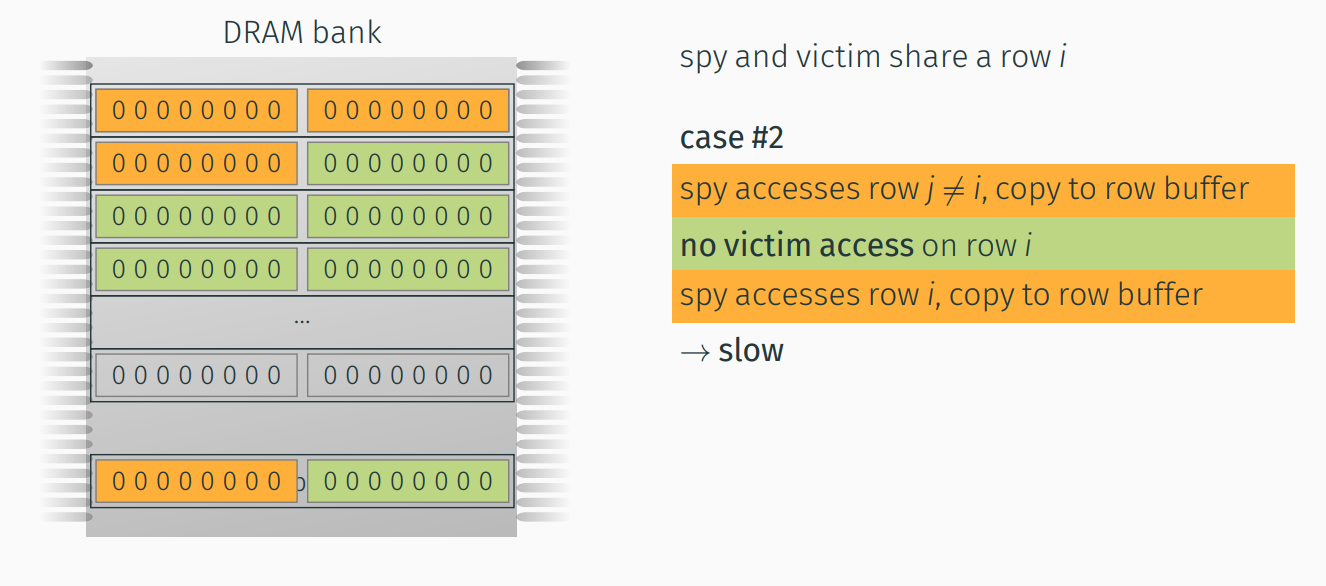 DRAM bank
0 0 0 0 0 0 0 0 0 0 0 0 0 0 0 0
0 0 0 0 0 0 0 0 0 0 0 0 0 0 0 0
0 0 0 0 0 0 0 0 0 0 0 0 0 0 0 0
0 0 0 0 0 0 0 0 0 0 0 0 0 0 0 0
...
0 0 0 0 0 0 0 0 0 0 0 0 0 0 0 0
0 0 0 0 0 0 0 0 0 0 0 0 0 0 0 0
spy and victim share a row i
case #2
spy accesses row j ≠ i, copy to row buffer
no victim access on row i
spy accesses row i, copy to row buffer
→ slow